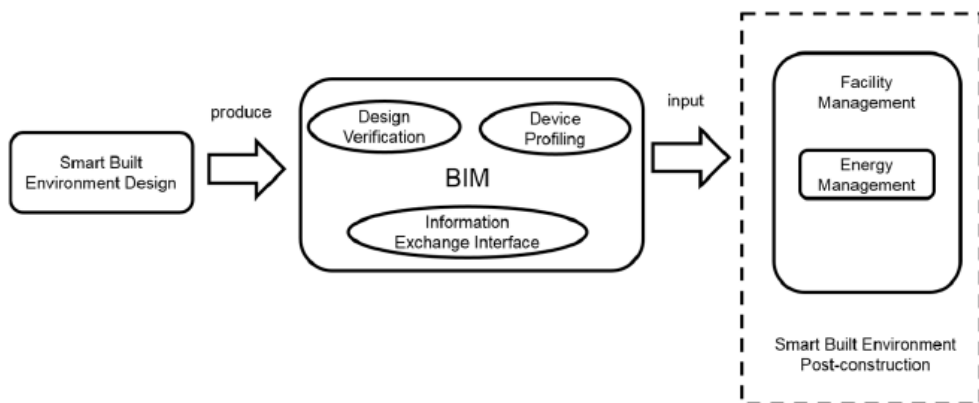 Smart Built
Environment Design
produce
Design
Verification
Device
Profiling
BIM
Information
Exchange Interface
input
Facility
Management
Energy
Management
Smart Built Environment
Post-construction